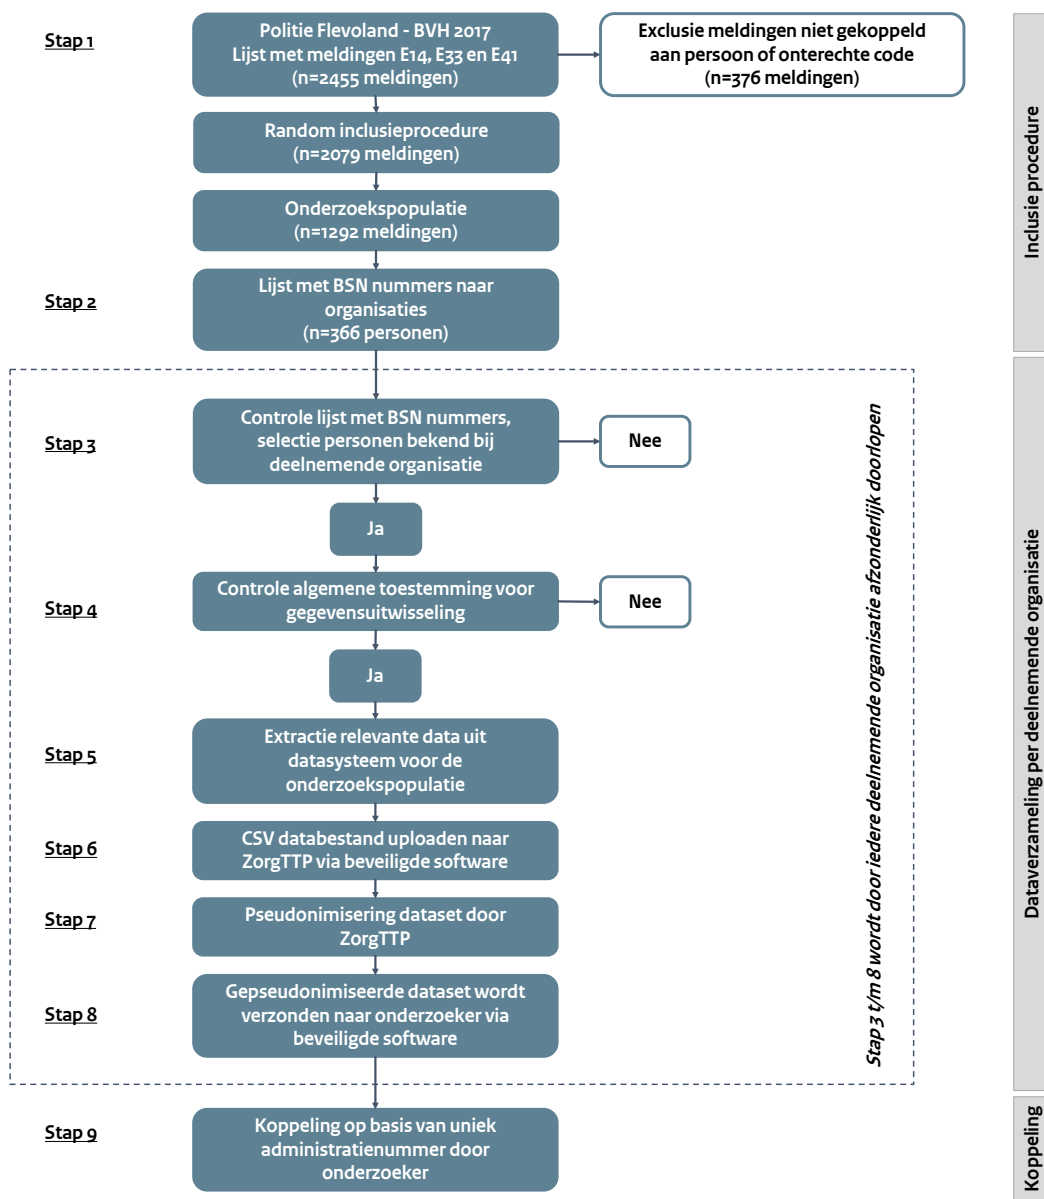 Stap 1
Politie Flevoland - BVH 2017
Lijst met meldingen E14, E33 en E41
(n=2455 meldingen)
Exclusie meldingen niet gekoppeld
aan persoon of onterechte code
(n=376 meldingen)
Random inclusieprocedure
(n=2079 meldingen)
Onderzoekspopulatie
(n=1292 meldingen)
Stap 2
Lijst met BSN nummers naar
organisaties
(n=366 personen)
Inclusie procedure
Stap 3
Controle lijst met BSN nummers,
selectie personen bekend bij
deelnemende organisatie
Nee
Ja
Stap 4
Controle algemene toestemming voor
gegevensuitwisseling
Nee
Ja
Stap 5
Extractie relevante data uit
datasysteem voor de
onderzoekspopulatie
Stap 6
CSV databestand uploaden naar
ZorgTTP via beveiligde software
Stap 7
Pseudonimisering dataset door
ZorgTTP
Stap 8
Gepseudonimiseerde dataset wordt
verzonden naar onderzoeker via
beveiligde software
Stap 3 t/m 8 wordt door iedere deelnemende organisatie afzonderlijk doorlopen
Dataverzameling per deelnemende organisatie
Stap 9
Koppeling op basis van uniek
administratienummer door
onderzoeker
Koppeling